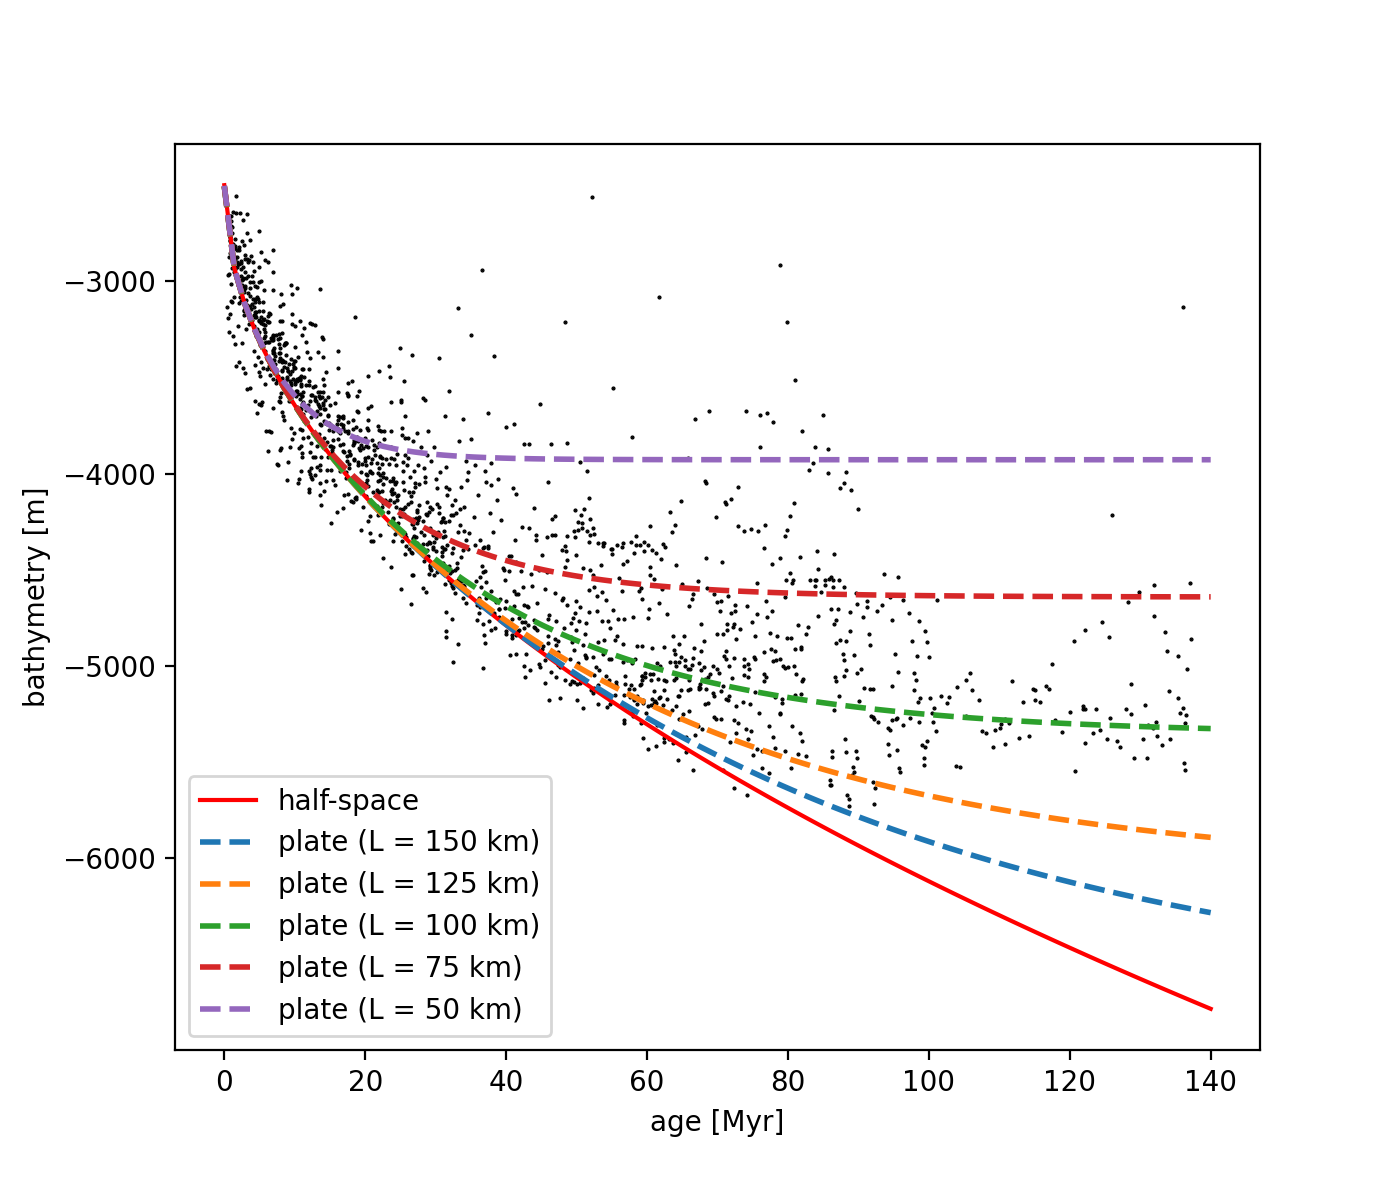 bathymetry [m]
−3000
−4000
−5000
−6000
half-space
plate (L = 150 km)
plate (L = 125 km)
plate (L = 100 km)
plate (L = 75 km)
plate (L = 50 km)
0 20 40 60 80 100 120 140
age [Myr]